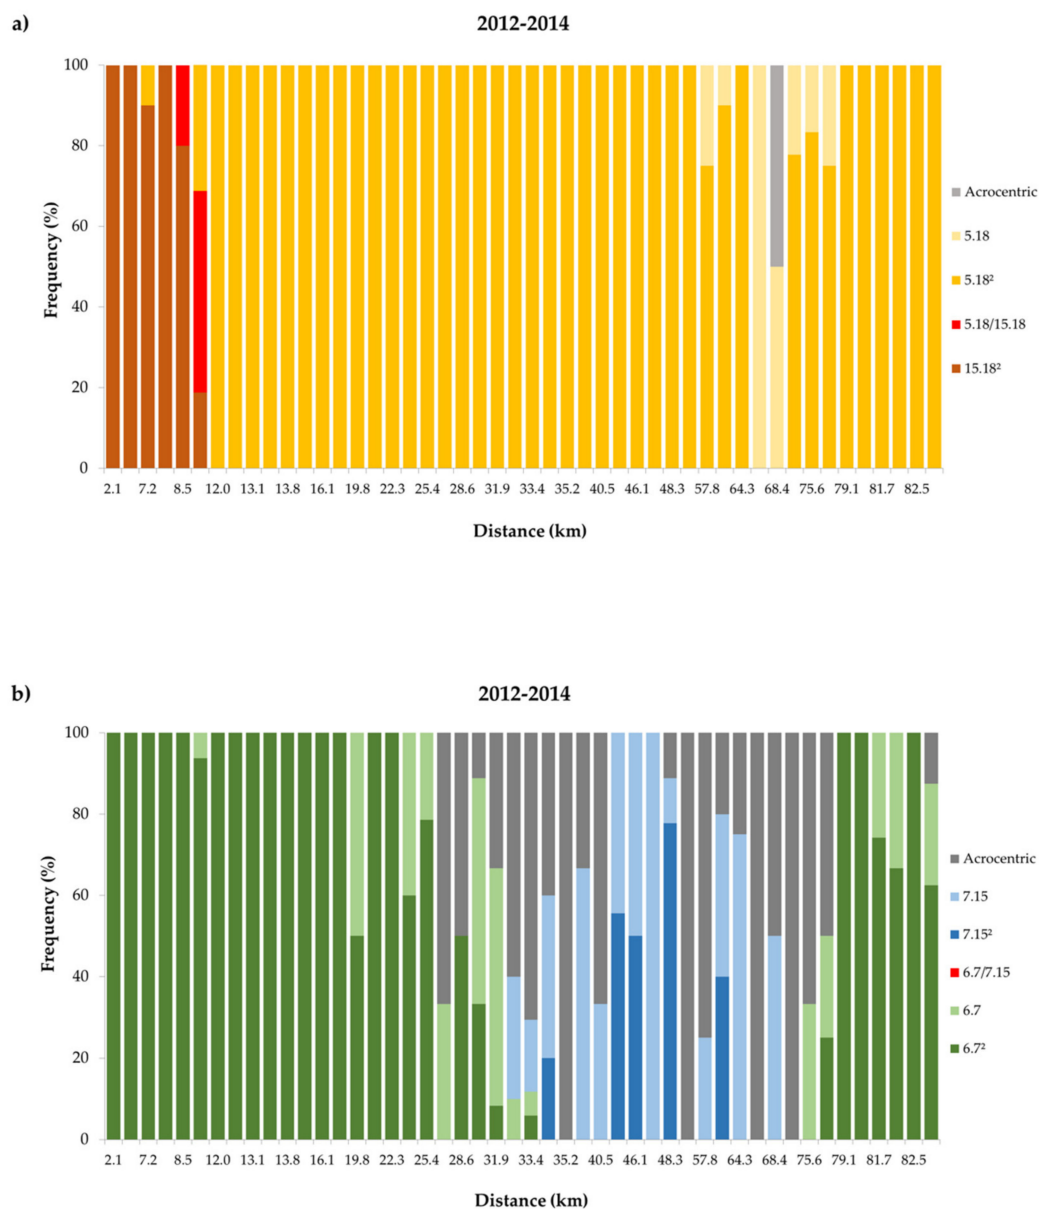 a)
2012-2014
Frequency (%)
100
80
60
40
20
0
2.1 7.2 8.5 12.0 13.1 13.8 16.1 19.8 22.3 25.4 28.6 31.9 33.4 35.2 40.5 46.1 48.3 57.8 64.3 68.4 75.6 79.1 81.7 82.5
Distance (km)
Acrocentric
5.18
5.18²
5.18/15.18
15.18²
b)
2012-2014
Frequency (%)
100
80
60
40
20
0
2.1 7.2 8.5 12.0 13.1 13.8 16.1 19.8 22.3 25.4 28.6 31.9 33.4 35.2 40.5 46.1 48.3 57.8 64.3 68.4 75.6 79.1 81.7 82.5
Distance (km)
Acrocentric
7.15
7.15²
6.7/7.15
6.7
6.7²